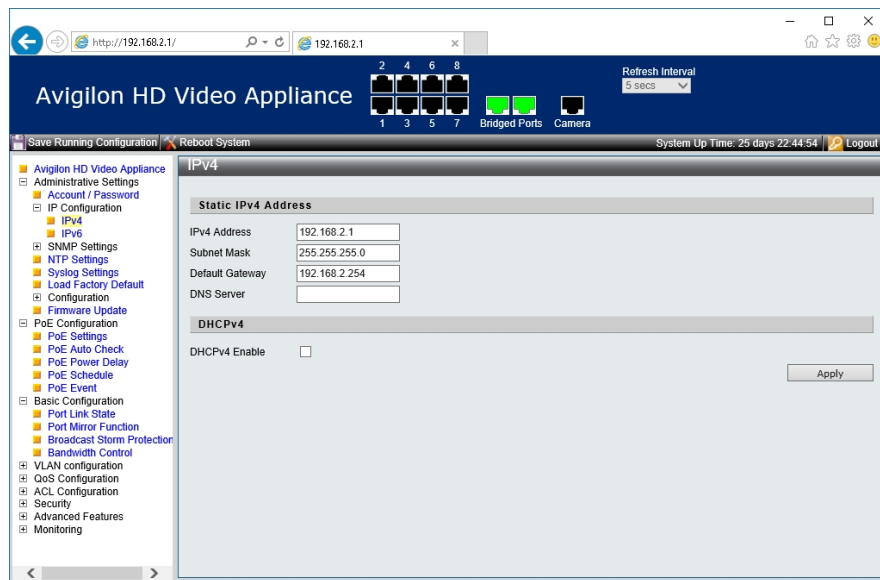 http://192.168.2.1/
192.168.2.1
Avigilon HD Video Appliance
2 4 6 8
1 3 5 7
Bridged Ports
Camera
Refresh Interval
5 secs
Save Running Configuration
Reboot System
System Up Time: 25 days 22:44:54
Logout
Avigilon HD Video Appliance
Administrative Settings
Account / Password
IP Configuration
IPv4
IPv6
SNMP Settings
NTP Settings
Syslog Settings
Load Factory Default
Configuration
Firmware Update
PoE Configuration
PoE Settings
PoE Auto Check
PoE Power Delay
PoE Schedule
PoE Event
Basic Configuration
Port Link State
Port Mirror Function
Broadcast Storm Protection
Bandwidth Control
VLAN configuration
QoS Configuration
ACL Configuration
Security
Advanced Features
Monitoring
IPv4
Static IPv4 Address
IPv4 Address 192.168.2.1
Subnet Mask 255.255.255.0
Default Gateway 192.168.2.254
DNS Server
DHCPv4
DHCPv4 Enable
Apply